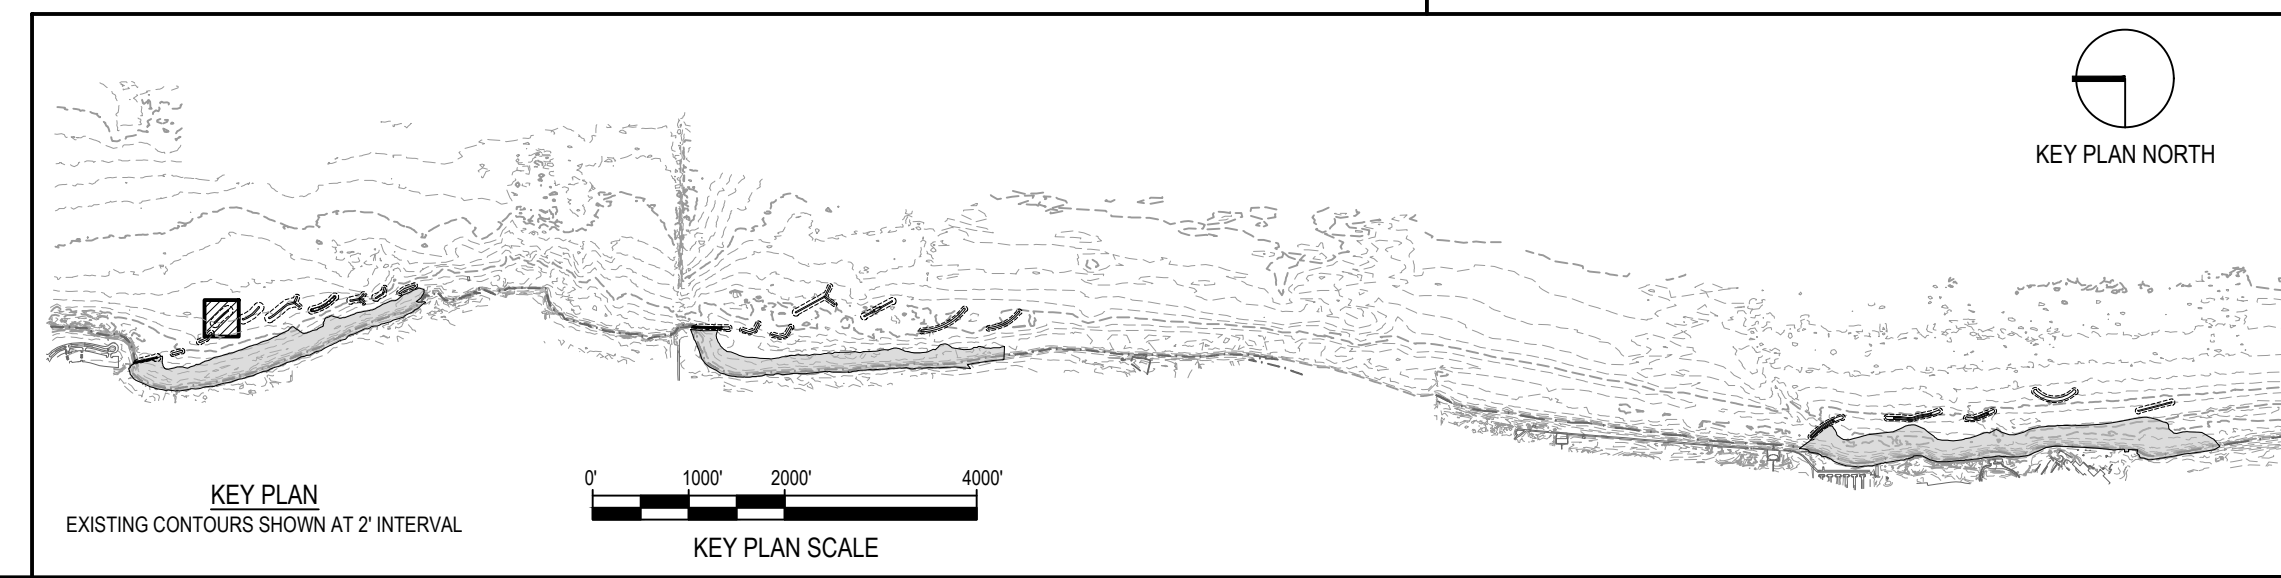 KEY PLAN NORTH
KEY PLAN
EXISTING CONTOURS SHOWN AT 2' INTERVAL
0' 1000' 2000' 4000'
KEY PLAN SCALE